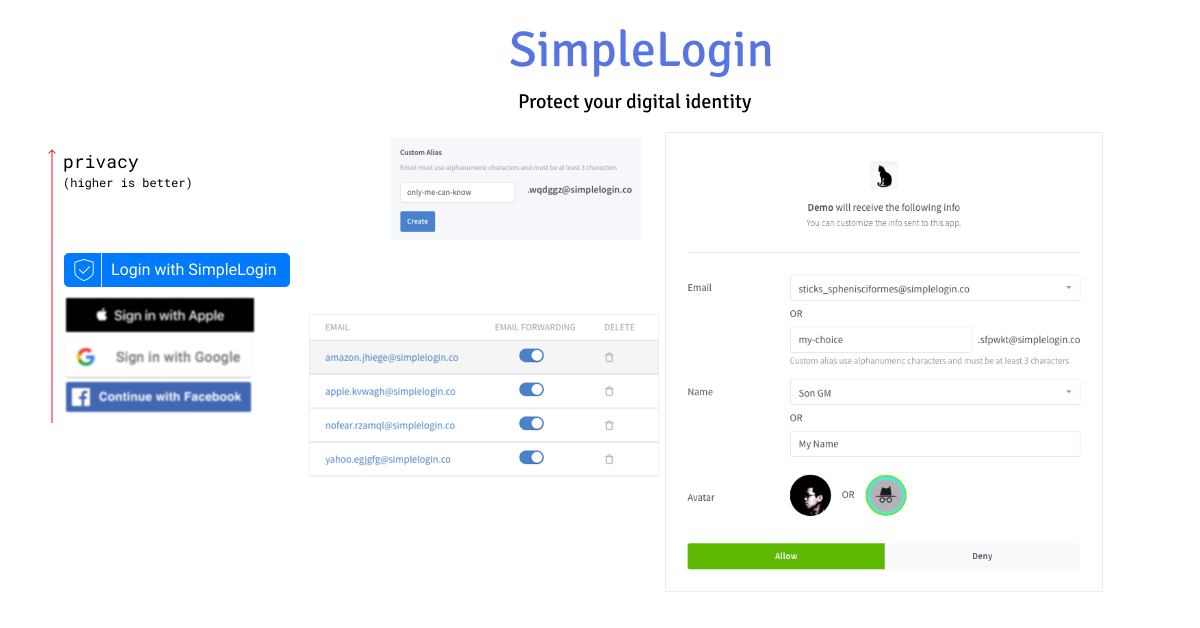 SimpleLogin
Protect your digital identity
privacy
(higher is better)
Login with SimpleLogin
Sign in with Apple
Sign in with Google
Continue with Facebook
Custom Alias
Email must use alphanumeric characters and must be at least 3 characters
only-me-can-know .wqdggz@simplelogin.co
Create
EMAIL EMAIL FORWARDING DELETE
amazon.jhiege@simplelogin.co
apple.kvwagh@simplelogin.co
nofear.rzamql@simplelogin.co
yahoo.egjgfg@simplelogin.co
Demo will receive the following info
You can customize the info sent to this app.
Email sticks_sphenisciformes@simplelogin.co
OR
my-choice .sfpwkt@simplelogin.co
Custom alias use alphanumeric characters and must be at least 3 characters
Name Son GM
OR
My Name
Avatar OR
Allow Deny